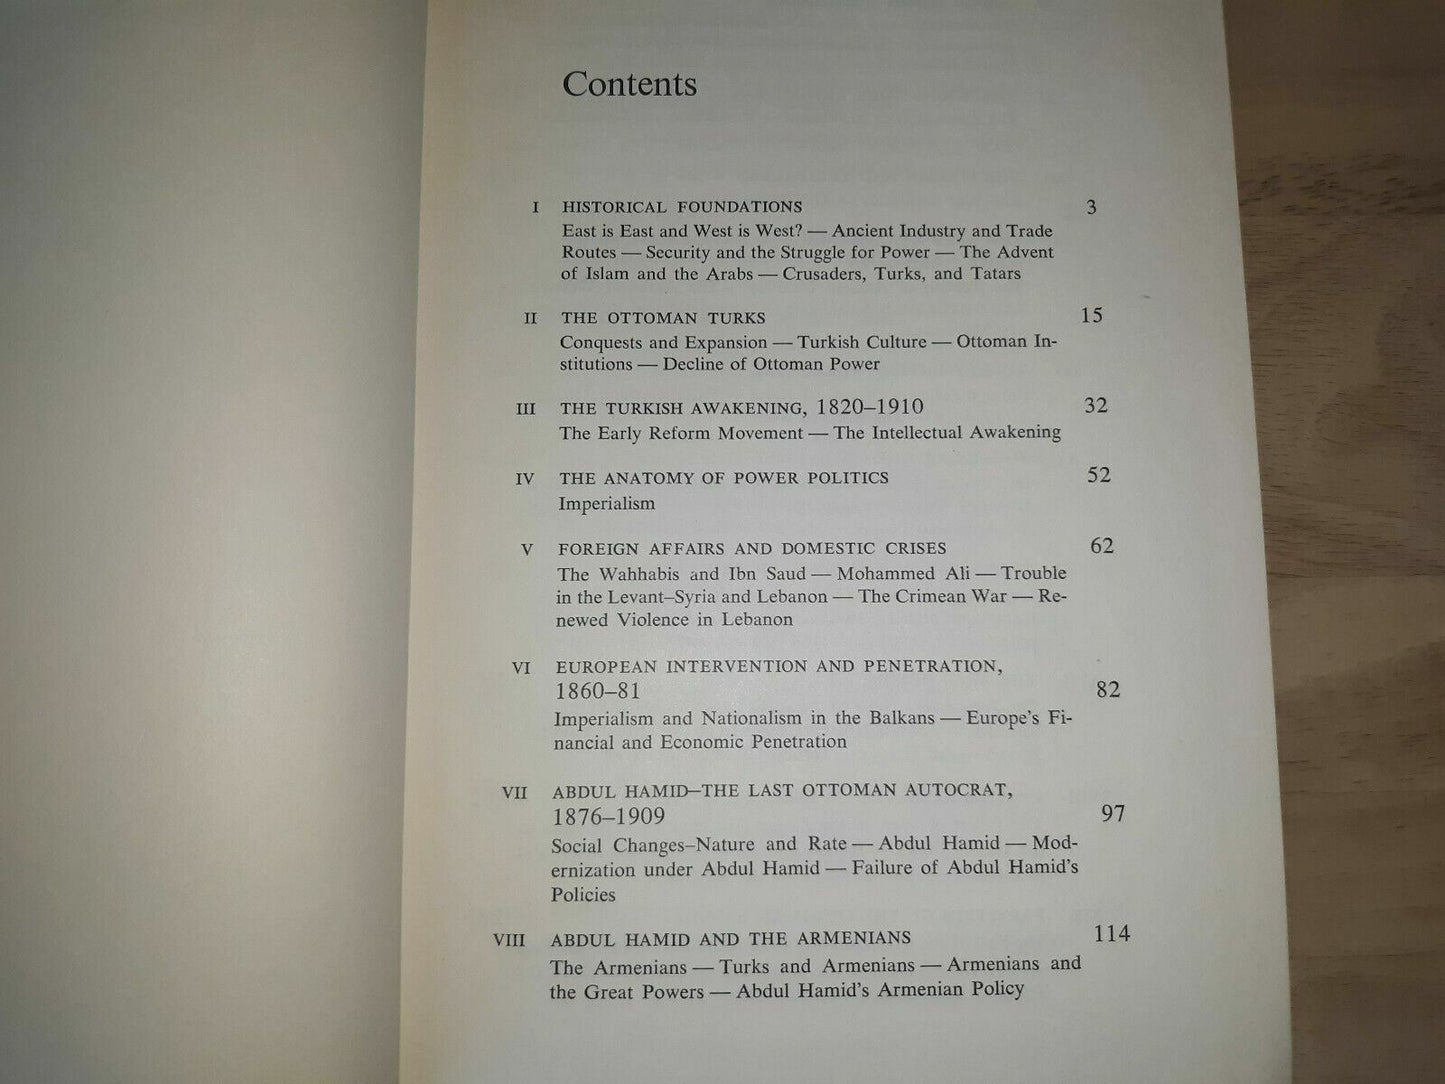 Contents
I HISTORICAL FOUNDATIONS 3
East is East and West is West? — Ancient Industry and Trade
Routes — Security and the Struggle for Power — The Advent
of Islam and the Arabs — Crusaders, Turks, and Tatars
II THE OTTOMAN TURKS 15
Conquests and Expansion — Turkish Culture — Ottoman In-
stitutions — Decline of Ottoman Power
III THE TURKISH AWAKENING, 1820–1910 32
The Early Reform Movement — The Intellectual Awakening
IV THE ANATOMY OF POWER POLITICS 52
Imperialism
V FOREIGN AFFAIRS AND DOMESTIC CRISES 62
The Wahhabis and Ibn Saud — Mohammed Ali — Trouble
in the Levant–Syria and Lebanon — The Crimean War — Re-
newed Violence in Lebanon
VI EUROPEAN INTERVENTION AND PENETRATION,
1860–81 82
Imperialism and Nationalism in the Balkans — Europe's Fi-
nancial and Economic Penetration
VII ABDUL HAMID–THE LAST OTTOMAN AUTOCRAT,
1876–1909 97
Social Changes–Nature and Rate — Abdul Hamid — Mod-
ernization under Abdul Hamid — Failure of Abdul Hamid's
Policies
VIII ABDUL HAMID AND THE ARMENIANS 114
The Armenians — Turks and Armenians — Armenians and
the Great Powers — Abdul Hamid's Armenian Policy